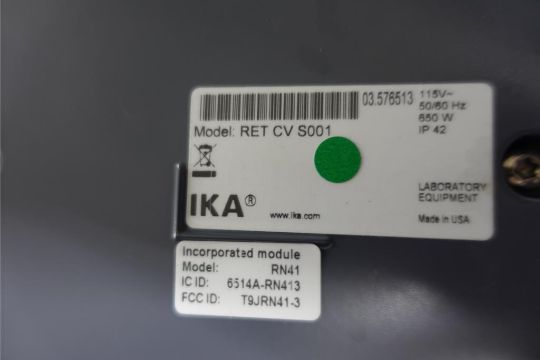 03.576513
115V~
50/60 Hz
650 W
IP 42
Model: RET CV S001
IKA®
www.ika.com
LABORATORY
EQUIPMENT
Made in USA
Incorporated module
Model: RN41
IC ID: 6514A-RN413
FCC ID: T9JRN41-3